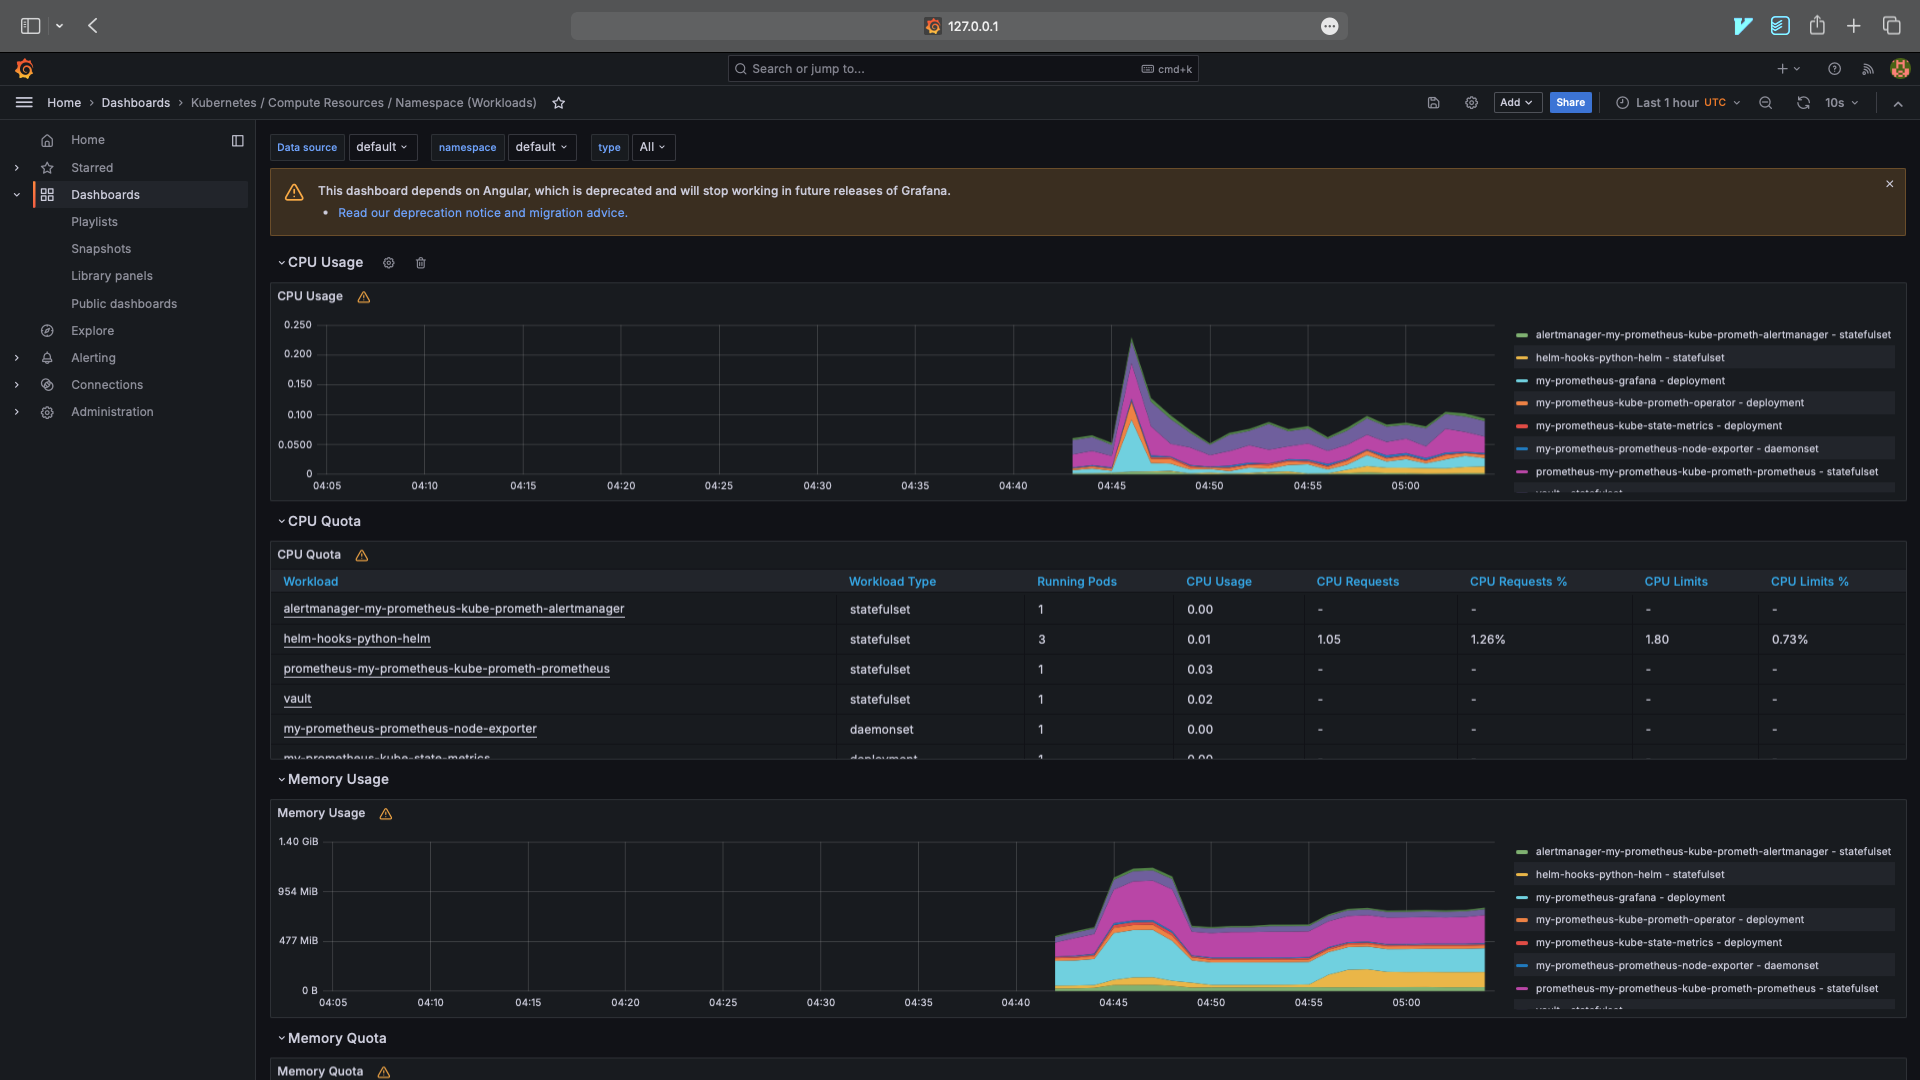 127.0.0.1
Search or jump to...
cmd+k
Home › Dashboards › Kubernetes / Compute Resources / Namespace (Workloads)
Add
Share
Last 1 hour UTC
10s
Home
Starred
Dashboards
Playlists
Snapshots
Library panels
Public dashboards
Explore
Alerting
Connections
Administration
Data source default namespace default type All
This dashboard depends on Angular, which is deprecated and will stop working in future releases of Grafana.
• Read our deprecation notice and migration advice.
CPU Usage
CPU Usage
0.250
0.200
0.150
0.100
0.0500
0
04:05 04:10 04:15 04:20 04:25 04:30 04:35 04:40 04:45 04:50 04:55 05:00
alertmanager-my-prometheus-kube-prometh-alertmanager - statefulset
helm-hooks-python-helm - statefulset
my-prometheus-grafana - deployment
my-prometheus-kube-prometh-operator - deployment
my-prometheus-kube-state-metrics - deployment
my-prometheus-prometheus-node-exporter - daemonset
prometheus-my-prometheus-kube-prometh-prometheus - statefulset
vault - statefulset
CPU Quota
CPU Quota
Workload Workload Type Running Pods CPU Usage CPU Requests CPU Requests % CPU Limits CPU Limits %
alertmanager-my-prometheus-kube-prometh-alertmanager statefulset 1 0.00 - - - -
helm-hooks-python-helm statefulset 3 0.01 1.05 1.26% 1.80 0.73%
prometheus-my-prometheus-kube-prometh-prometheus statefulset 1 0.03 - - - -
vault statefulset 1 0.02 - - - -
my-prometheus-prometheus-node-exporter daemonset 1 0.00 - - - -
my-prometheus-kube-state-metrics deployment 1 0.00
Memory Usage
Memory Usage
1.40 GiB
954 MiB
477 MiB
0 B
04:05 04:10 04:15 04:20 04:25 04:30 04:35 04:40 04:45 04:50 04:55 05:00
alertmanager-my-prometheus-kube-prometh-alertmanager - statefulset
helm-hooks-python-helm - statefulset
my-prometheus-grafana - deployment
my-prometheus-kube-prometh-operator - deployment
my-prometheus-kube-state-metrics - deployment
my-prometheus-prometheus-node-exporter - daemonset
prometheus-my-prometheus-kube-prometh-prometheus - statefulset
vault - statefulset
Memory Quota
Memory Quota